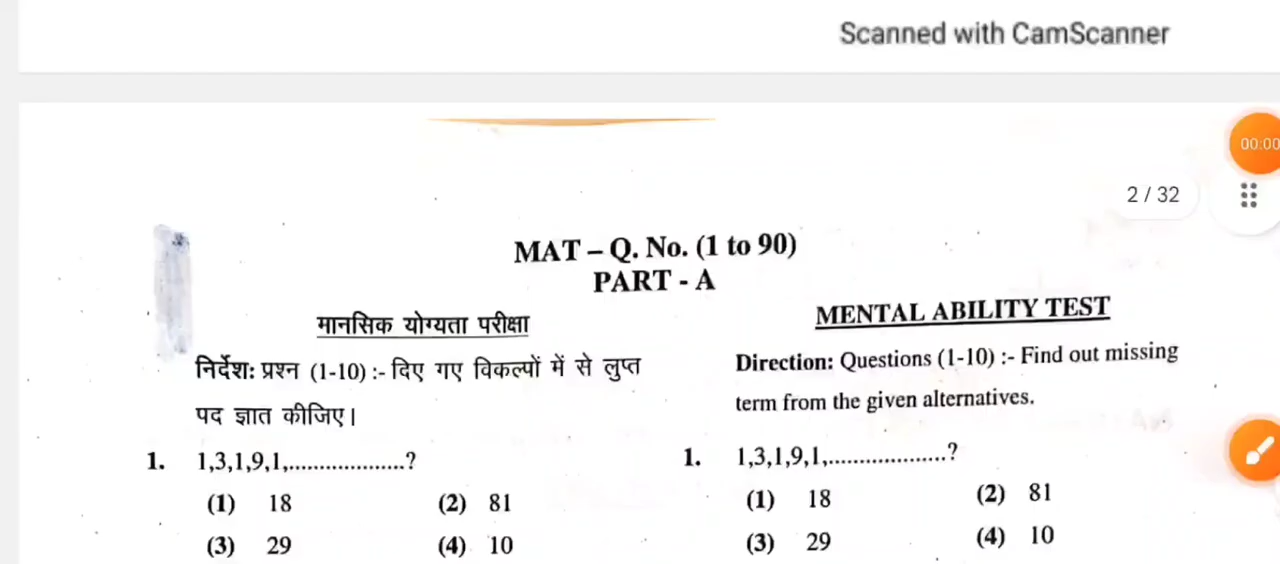 Scanned with CamScanner
00:00
2 / 32
MAT – Q. No. (1 to 90)
PART - A
मानसिक योग्यता परीक्षा
निर्देश: प्रश्न (1-10) :- दिए गए विकल्पों में से लुप्त
पद ज्ञात कीजिए।
1. 1,3,1,9,1,....................?
(1) 18 (2) 81
(3) 29 (4) 10
MENTAL ABILITY TEST
Direction: Questions (1-10) :- Find out missing
term from the given alternatives.
1. 1,3,1,9,1,....................?
(1) 18 (2) 81
(3) 29 (4) 10